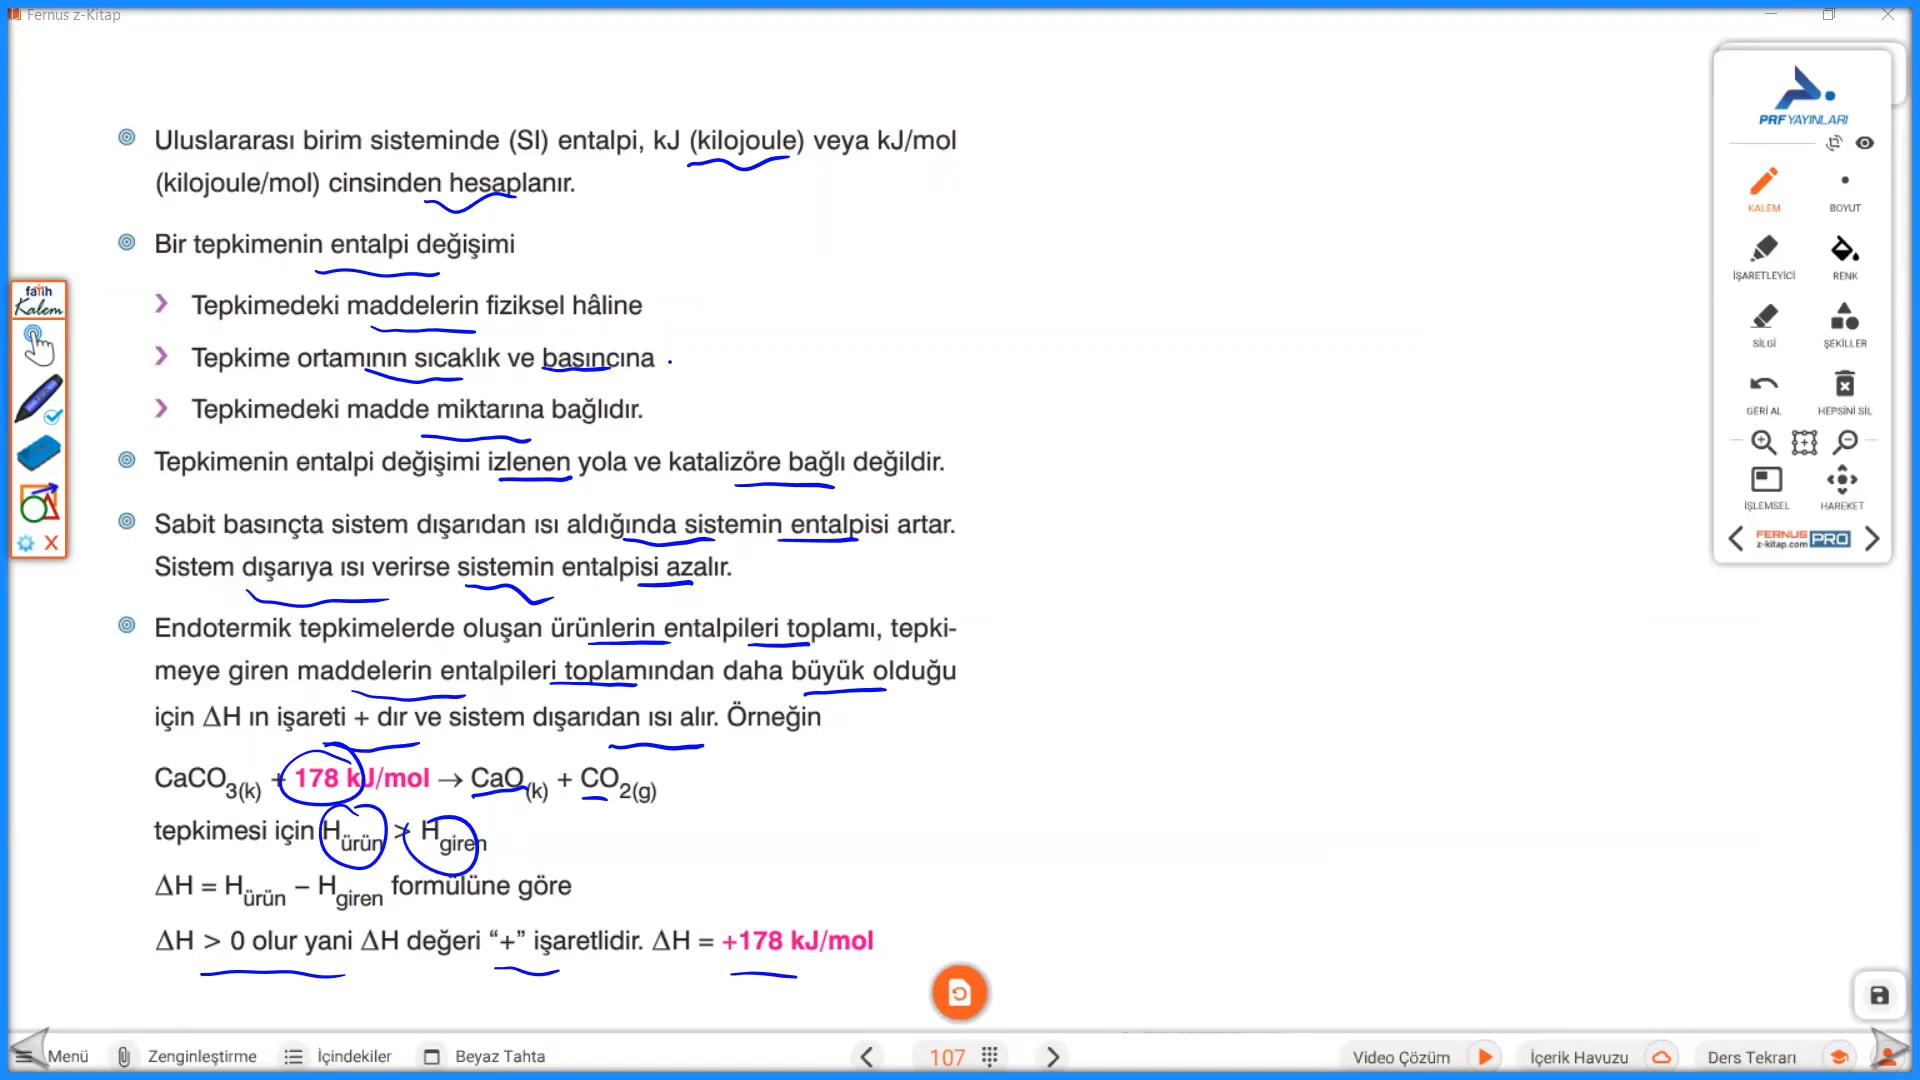 Fernus z-Kitap
Uluslararası birim sisteminde (SI) entalpi, kJ (kilojoule) veya kJ/mol
(kilojoule/mol) cinsinden hesaplanır.
Bir tepkimenin entalpi değişimi
Tepkimedeki maddelerin fiziksel hâline
Tepkime ortamının sıcaklık ve basıncına
Tepkimedeki madde miktarına bağlıdır.
Tepkimenin entalpi değişimi izlenen yola ve katalizöre bağlı değildir.
Sabit basınçta sistem dışarıdan ısı aldığında sistemin entalpisi artar.
Sistem dışarıya ısı verirse sistemin entalpisi azalır.
Endotermik tepkimelerde oluşan ürünlerin entalpileri toplamı, tepki-
meye giren maddelerin entalpileri toplamından daha büyük olduğu
için ΔH ın işareti + dır ve sistem dışarıdan ısı alır. Örneğin
CaCO3(k) + 178 kJ/mol → CaO(k) + CO2(g)
tepkimesi için Hürün > Hgiren
ΔH = Hürün – Hgiren formülüne göre
ΔH > 0 olur yani ΔH değeri “+” işaretlidir. ΔH = +178 kJ/mol
fatih
Kalem
X
PRF YAYINLARI
KALEM BOYUT
İŞARETLEYİCİ RENK
SİLGİ ŞEKİLLER
GERİ AL HEPSİNİ SİL
İŞLEMSEL HAREKET
FERNUS PRO
z-kitap.com
Menü Zenginleştirme İçindekiler Beyaz Tahta 107 Video Çözüm İçerik Havuzu Ders Tekrarı